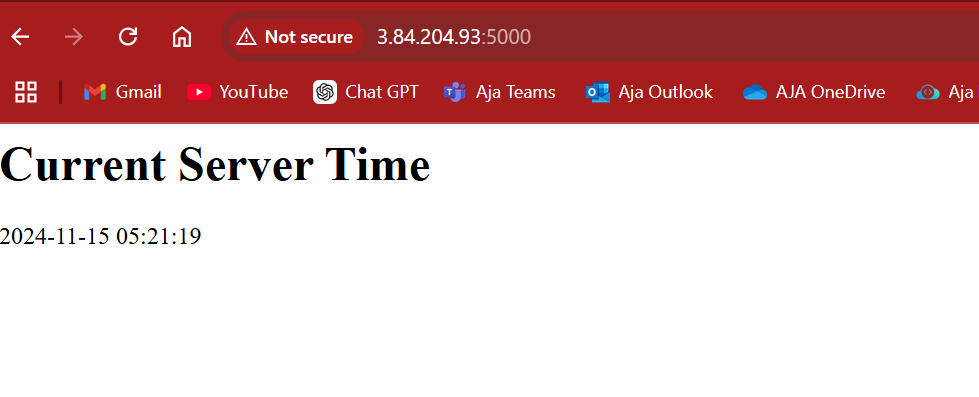 Not secure 3.84.204.93:5000
Gmail YouTube Chat GPT Aja Teams Aja Outlook AJA OneDrive Aja
Current Server Time
2024-11-15 05:21:19